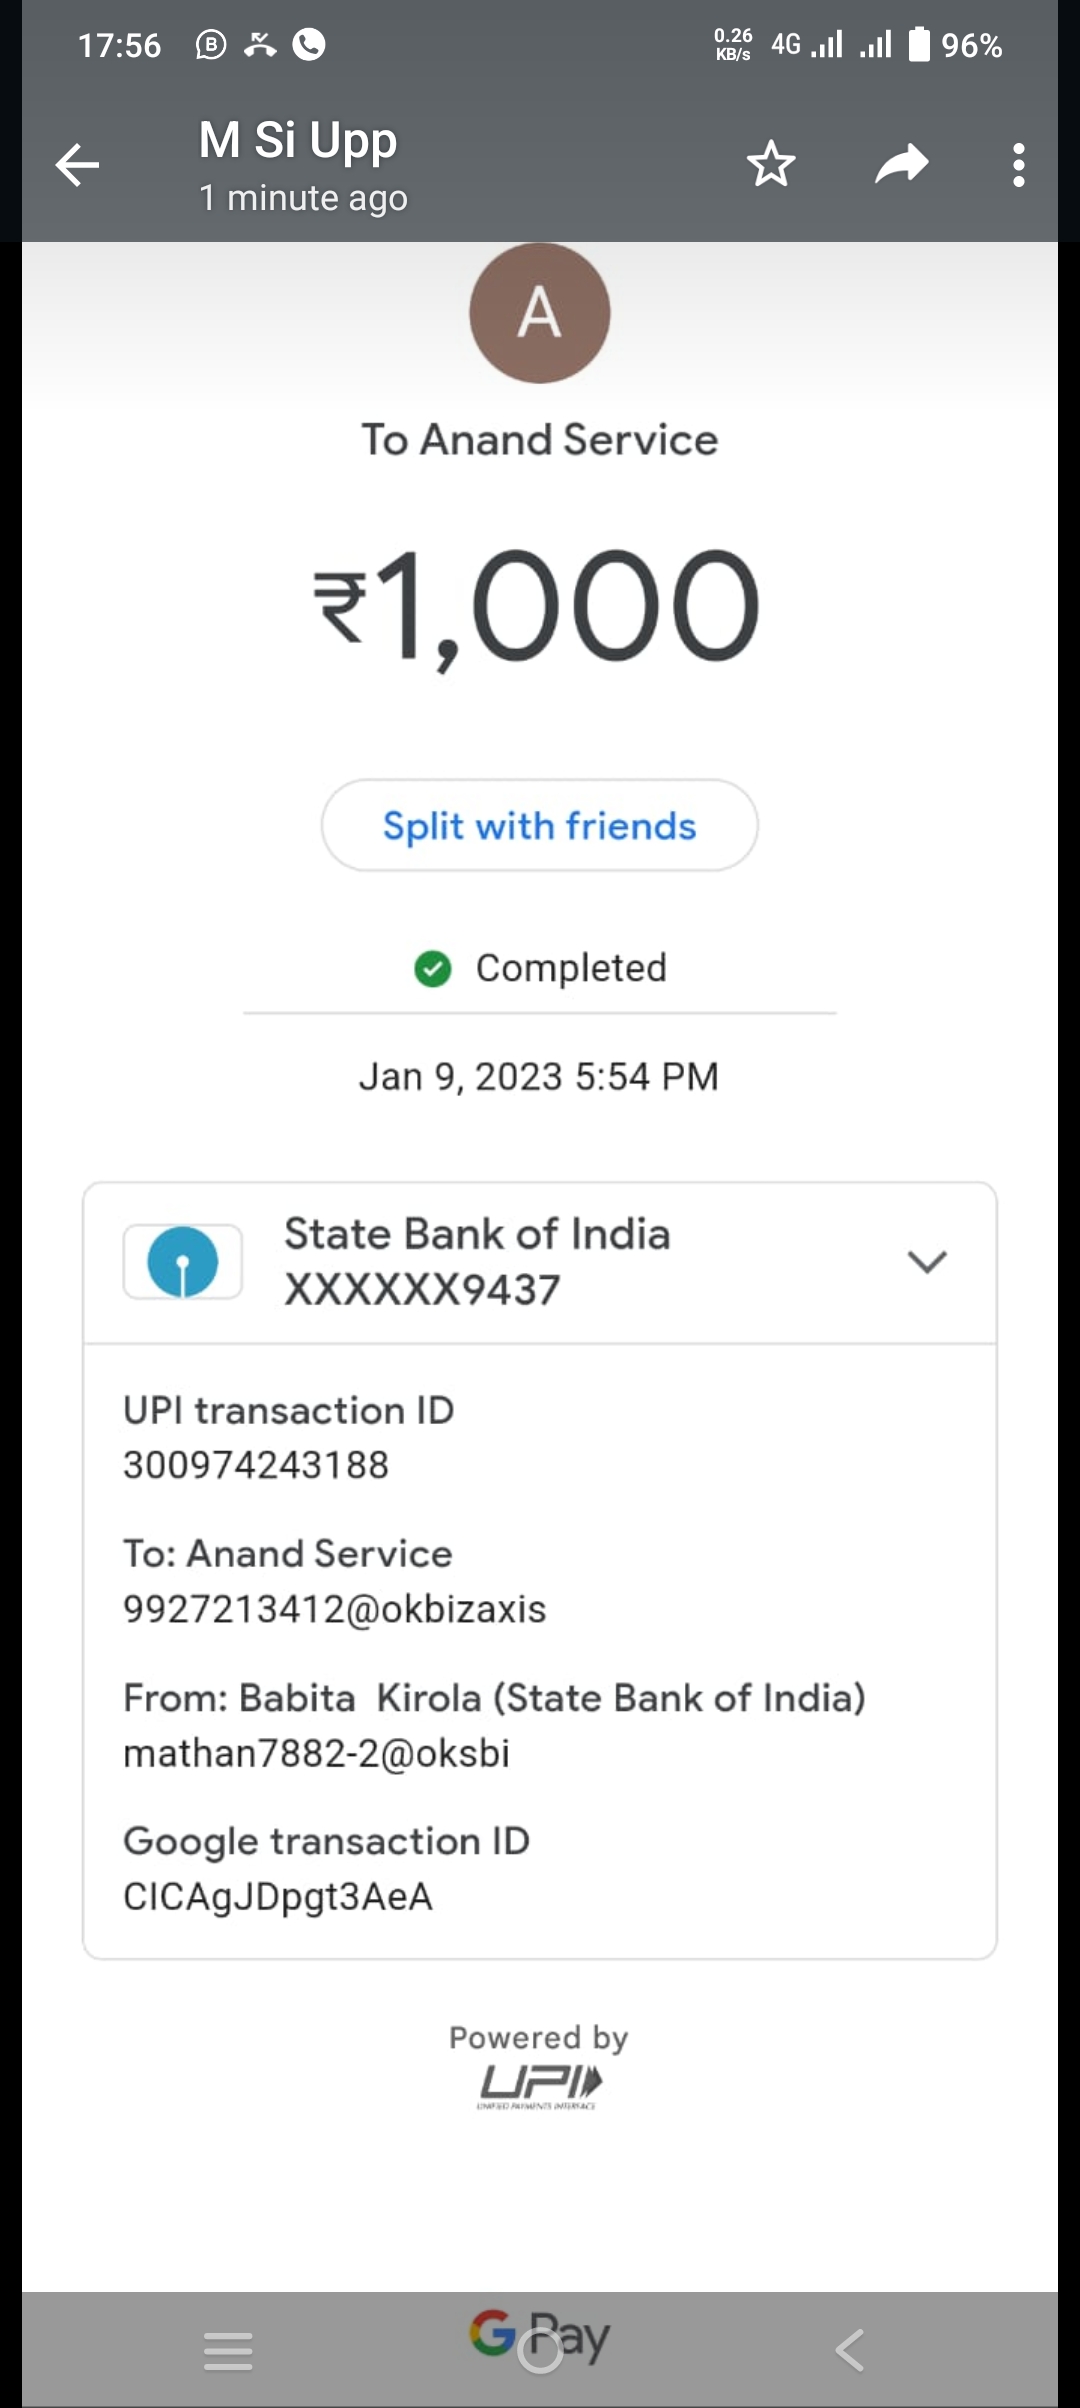 17:56
0.26 KB/s 4G 96%
M Si Upp
1 minute ago
A
To Anand Service
₹1,000
Split with friends
Completed
Jan 9, 2023 5:54 PM
State Bank of India
XXXXXX9437
UPI transaction ID
300974243188
To: Anand Service
9927213412@okbizaxis
From: Babita  Kirola (State Bank of India)
mathan7882-2@oksbi
Google transaction ID
CICAgJDpgt3AeA
Powered by
UPI
UNIFIED PAYMENTS INTERFACE
G Pay